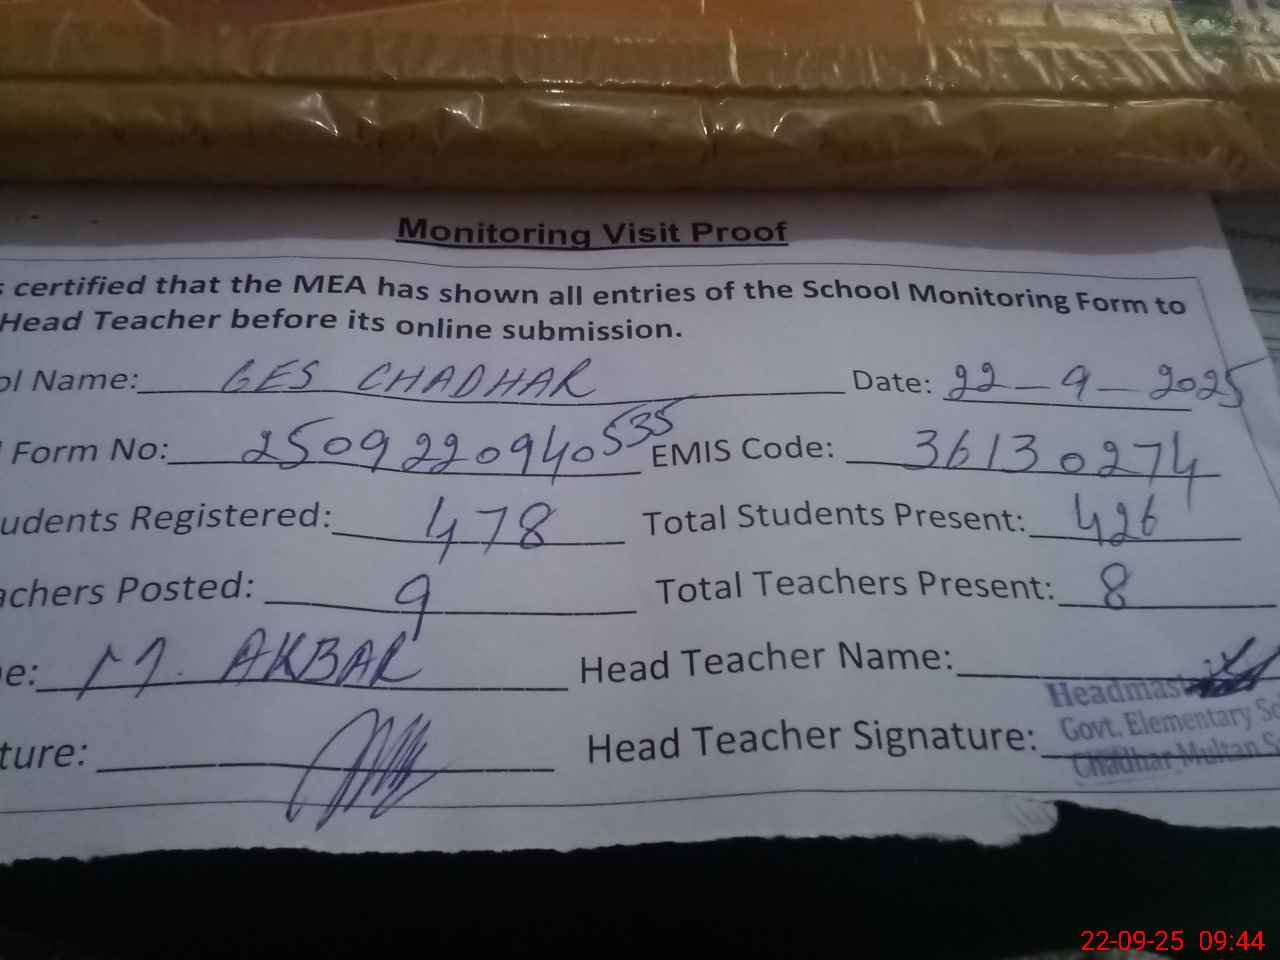 Monitoring Visit Proof
s certified that the MEA has shown all entries of the School Monitoring Form to
Head Teacher before its online submission.
ol Name: GES CHADHAR Date: 22-9-2025
Form No: 2509220940535 EMIS Code: 36130274
udents Registered: 478 Total Students Present: 426
achers Posted: 9 Total Teachers Present: 8
e: M. AKBAR Head Teacher Name:
Headmas
ture: Head Teacher Signature: Govt. Elementary Sc
Chadhar Multan S
22-09-25 09:44